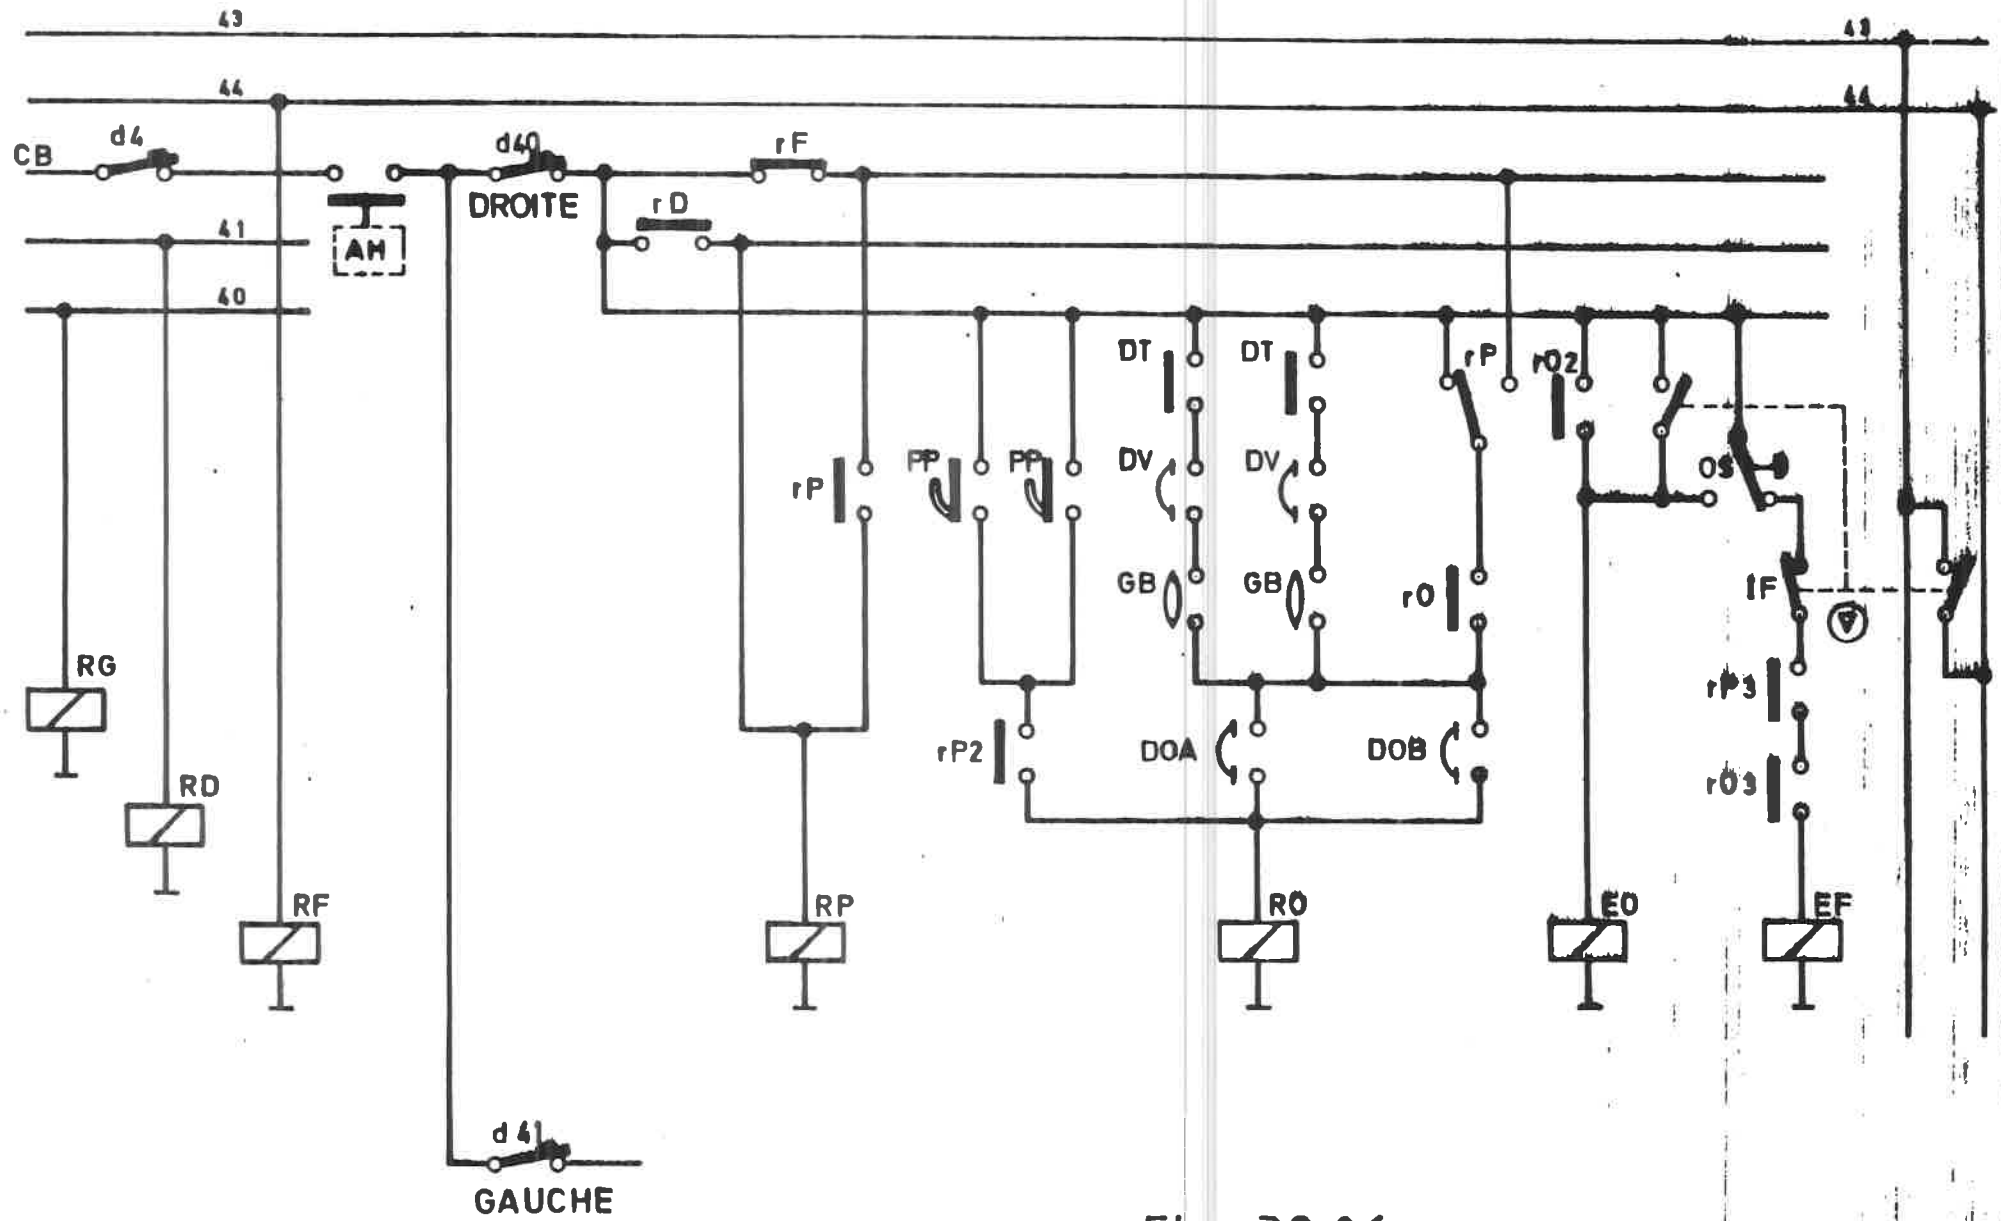 43 43
44 44
CB d4 d40 rF
DROITE
rD
41
AH
40
DT DT rP rO2
PP PP DV DV OS
rP
GB GB rO IF
RG
rP3
rP2 DOA DOB
RD rO3
RF RP RO EO EF
d41
GAUCHE